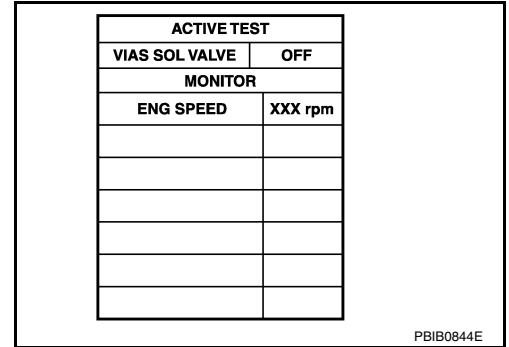 ACTIVE TEST
VIAS SOL VALVE OFF
MONITOR
ENG SPEED XXX rpm
PBIB0844E